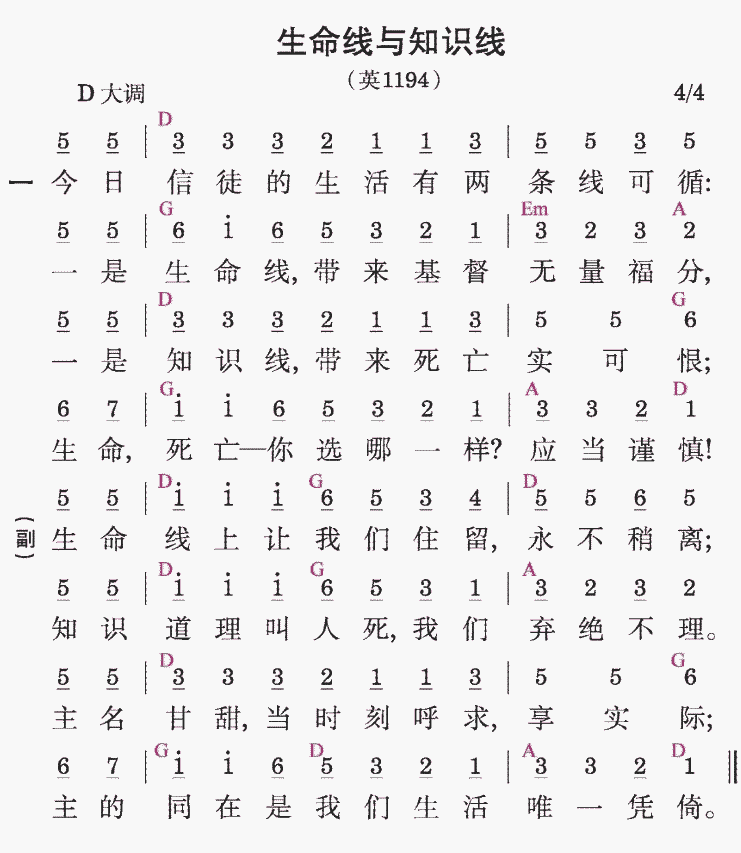 生命线与知识线
（英1194）
D 大调 4/4
D
5 5 | 3 3 3 2 1 1 3 | 5 5 3 5
一 今日 信徒的生活有两 条线可循:
G Em A
5 5 | 6 i 6 5 3 2 1 | 3 2 3 2
一是 生命线,带来基督 无量福分,
D G
5 5 | 3 3 3 2 1 1 3 | 5 5 6
一是 知识线,带来死亡 实可恨;
G A D
6 7 | i i 6 5 3 2 1 | 3 3 2 1
生命, 死亡—你选哪一样? 应当谨慎!
D G D
5 5 | i i i 6 5 3 4 | 5 5 6 5
(副) 生命 线上让我们住留, 永不稍离;
D G A
5 5 | i i i 6 5 3 1 | 3 2 3 2
知识 道理叫人死,我们 弃绝不理。
D G
5 5 | 3 3 3 2 1 1 3 | 5 5 6
主名 甘甜,当时刻呼求, 享实际;
G D A D
6 7 | i i 6 5 3 2 1 | 3 3 2 1 ‖
主的 同在是我们生活 唯一凭倚。